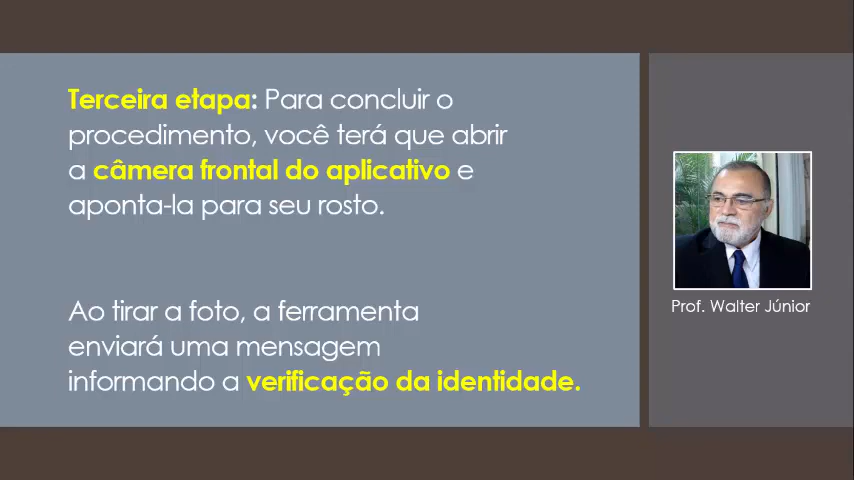 Terceira etapa: Para concluir o
procedimento, você terá que abrir
a câmera frontal do aplicativo e
aponta-la para seu rosto.
Ao tirar a foto, a ferramenta
enviará uma mensagem
informando a verificação da identidade.
Prof. Walter Júnior